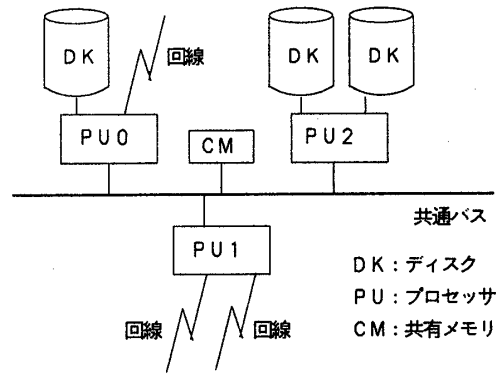 DK
回線
DK
DK
PU0
CM
PU2
共通バス
PU1
DK:ディスク
PU:プロセッサ
CM:共有メモリ
回線
回線